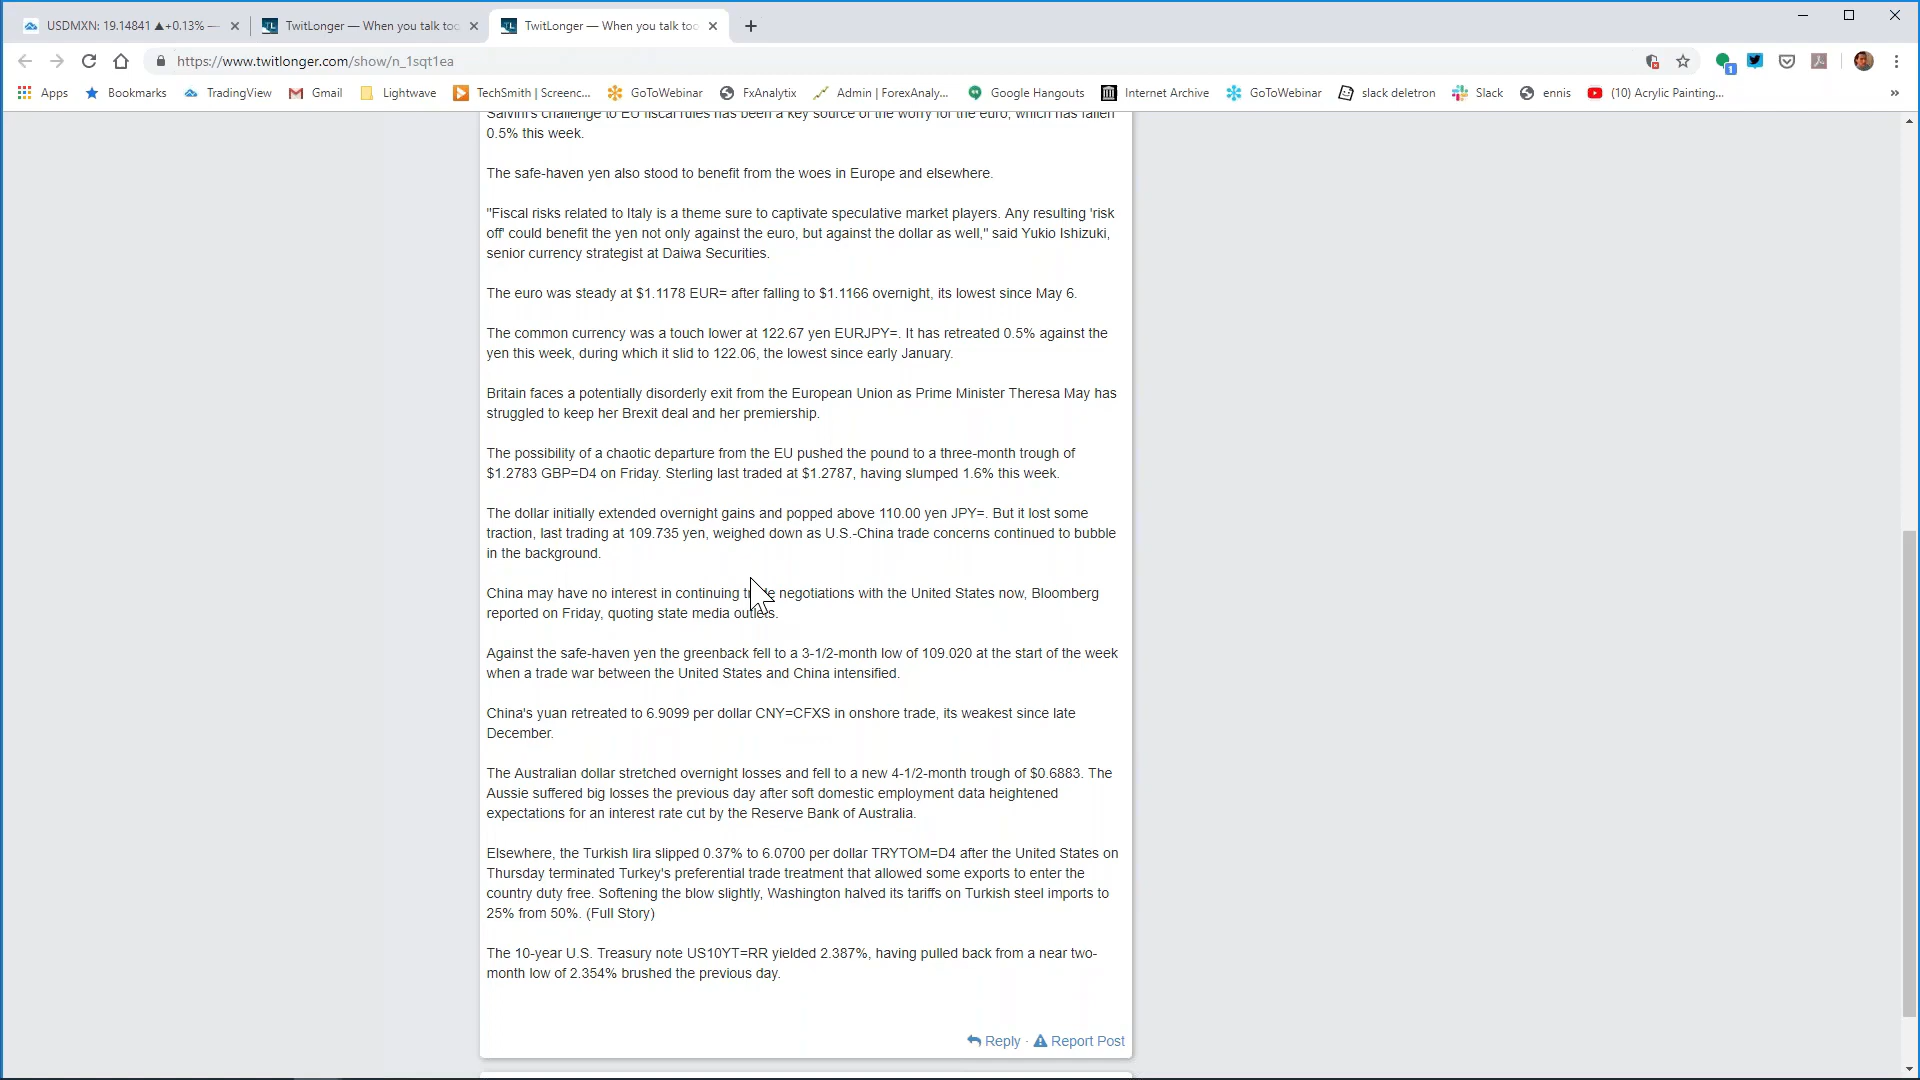 USDMXN: 19.14841 ▲+0.13% —
TwitLonger — When you talk too
TwitLonger — When you talk too
https://www.twitlonger.com/show/n_1sqt1ea
1
Apps
Bookmarks
TradingView
Gmail
Lightwave
TechSmith | Screenc...
GoToWebinar
FxAnalytix
Admin | ForexAnaly...
Google Hangouts
Internet Archive
GoToWebinar
slack deletron
Slack
ennis
(10) Acrylic Painting...
»
Salvini's challenge to EU fiscal rules has been a key source of the worry for the euro, which has fallen
0.5% this week.
The safe-haven yen also stood to benefit from the woes in Europe and elsewhere.
"Fiscal risks related to Italy is a theme sure to captivate speculative market players. Any resulting 'risk
off' could benefit the yen not only against the euro, but against the dollar as well," said Yukio Ishizuki,
senior currency strategist at Daiwa Securities.
The euro was steady at $1.1178 EUR= after falling to $1.1166 overnight, its lowest since May 6.
The common currency was a touch lower at 122.67 yen EURJPY=. It has retreated 0.5% against the
yen this week, during which it slid to 122.06, the lowest since early January.
Britain faces a potentially disorderly exit from the European Union as Prime Minister Theresa May has
struggled to keep her Brexit deal and her premiership.
The possibility of a chaotic departure from the EU pushed the pound to a three-month trough of
$1.2783 GBP=D4 on Friday. Sterling last traded at $1.2787, having slumped 1.6% this week.
The dollar initially extended overnight gains and popped above 110.00 yen JPY=. But it lost some
traction, last trading at 109.735 yen, weighed down as U.S.-China trade concerns continued to bubble
in the background.
China may have no interest in continuing trade negotiations with the United States now, Bloomberg
reported on Friday, quoting state media outlets.
Against the safe-haven yen the greenback fell to a 3-1/2-month low of 109.020 at the start of the week
when a trade war between the United States and China intensified.
China's yuan retreated to 6.9099 per dollar CNY=CFXS in onshore trade, its weakest since late
December.
The Australian dollar stretched overnight losses and fell to a new 4-1/2-month trough of $0.6883. The
Aussie suffered big losses the previous day after soft domestic employment data heightened
expectations for an interest rate cut by the Reserve Bank of Australia.
Elsewhere, the Turkish lira slipped 0.37% to 6.0700 per dollar TRYTOM=D4 after the United States on
Thursday terminated Turkey's preferential trade treatment that allowed some exports to enter the
country duty free. Softening the blow slightly, Washington halved its tariffs on Turkish steel imports to
25% from 50%. (Full Story)
The 10-year U.S. Treasury note US10YT=RR yielded 2.387%, having pulled back from a near two-
month low of 2.354% brushed the previous day.
Reply · Report Post